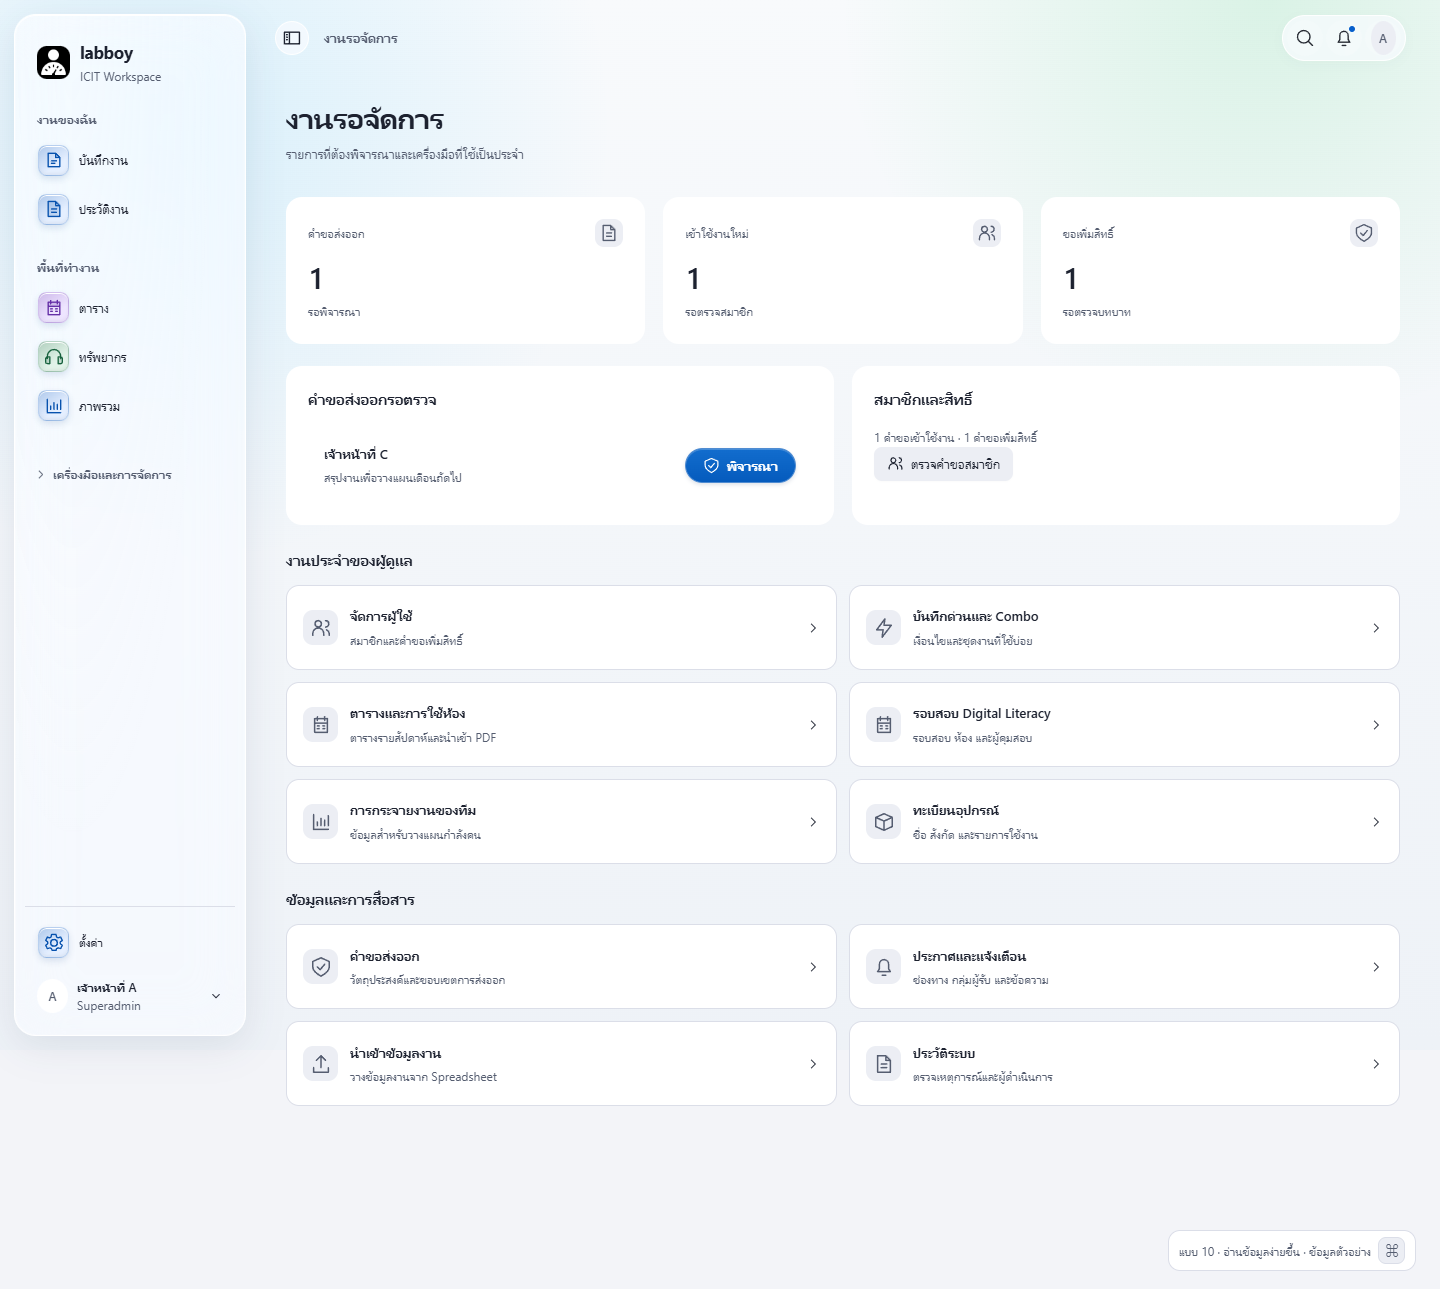 labboy
ICIT Workspace
งานของฉัน
บันทึกงาน
ประวัติงาน
พื้นที่ทำงาน
ตาราง
ทรัพยากร
ภาพรวม
เครื่องมือและการจัดการ
ตั้งค่า
A
เจ้าหน้าที่ A
Superadmin
งานรอจัดการ
A
งานรอจัดการ
รายการที่ต้องพิจารณาและเครื่องมือที่ใช้เป็นประจำ
คำขอส่งออก
1
รอพิจารณา
เข้าใช้งานใหม่
1
รอตรวจสมาชิก
ขอเพิ่มสิทธิ์
1
รอตรวจบทบาท
คำขอส่งออกรอตรวจ
เจ้าหน้าที่ C
สรุปงานเพื่อวางแผนเดือนถัดไป
พิจารณา
สมาชิกและสิทธิ์
1 คำขอเข้าใช้งาน · 1 คำขอเพิ่มสิทธิ์
ตรวจคำขอสมาชิก
งานประจำของผู้ดูแล
จัดการผู้ใช้
สมาชิกและคำขอเพิ่มสิทธิ์
บันทึกด่วนและ Combo
เงื่อนไขและชุดงานที่ใช้บ่อย
ตารางและการใช้ห้อง
ตารางรายสัปดาห์และนำเข้า PDF
รอบสอบ Digital Literacy
รอบสอบ ห้อง และผู้คุมสอบ
การกระจายงานของทีม
ข้อมูลสำหรับวางแผนกำลังคน
ทะเบียนอุปกรณ์
ชื่อ สังกัด และรายการใช้งาน
ข้อมูลและการสื่อสาร
คำขอส่งออก
วัตถุประสงค์และขอบเขตการส่งออก
ประกาศและแจ้งเตือน
ช่องทาง กลุ่มผู้รับ และข้อความ
นำเข้าข้อมูลงาน
วางข้อมูลงานจาก Spreadsheet
ประวัติระบบ
ตรวจเหตุการณ์และผู้ดำเนินการ
แบบ 10 · อ่านข้อมูลง่ายขึ้น · ข้อมูลตัวอย่าง ⌘